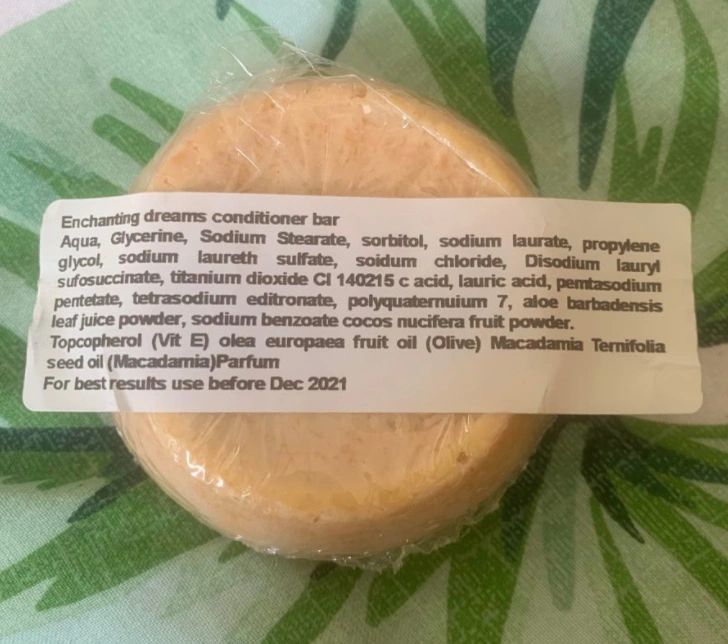 Enchanting dreams conditioner bar
Aqua, Glycerine, Sodium Stearate, sorbitol, sodium laurate, propylene
glycol, sodium laureth sulfate, soidum chloride, Disodium lauryl
sufosuccinate, titanium dioxide CI 140215 c acid, lauric acid, pemtasodium
pentetate, tetrasodium editronate, polyquaternuium 7, aloe barbadensis
leaf juice powder, sodium benzoate cocos nucifera fruit powder.
Topcopherol (Vit E) olea europaea fruit oil (Olive) Macadamia Ternifolia
seed oil (Macadamia)Parfum
For best results use before Dec 2021